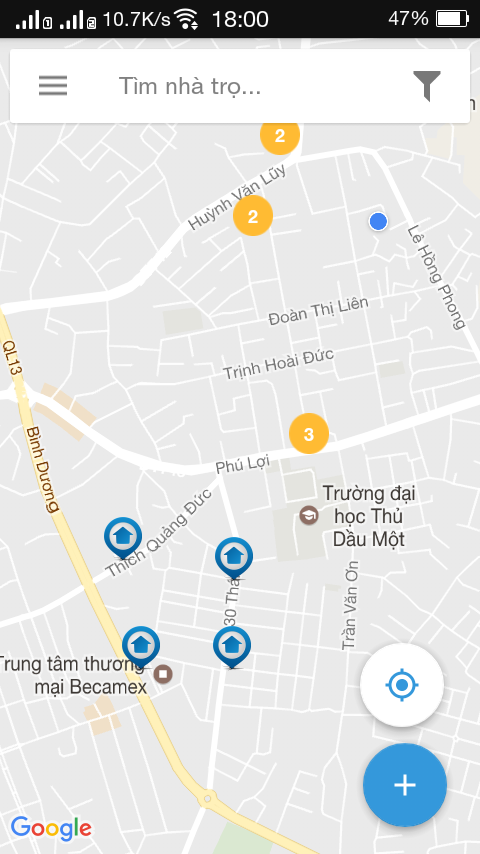 1 2 10.7K/s 18:00 47%
Tìm nhà trọ...
2
Huỳnh Văn Lũy
2
Lê Hồng Phong
Đoàn Thị Liên
QL13
Trịnh Hoài Đức
Bình Dương
3
Phú Lợi
Trường đại
học Thủ
Dầu Một
Thích Quảng Đức
30 Thá
Trần Văn Ơn
Trung tâm thương
mại Becamex
Google